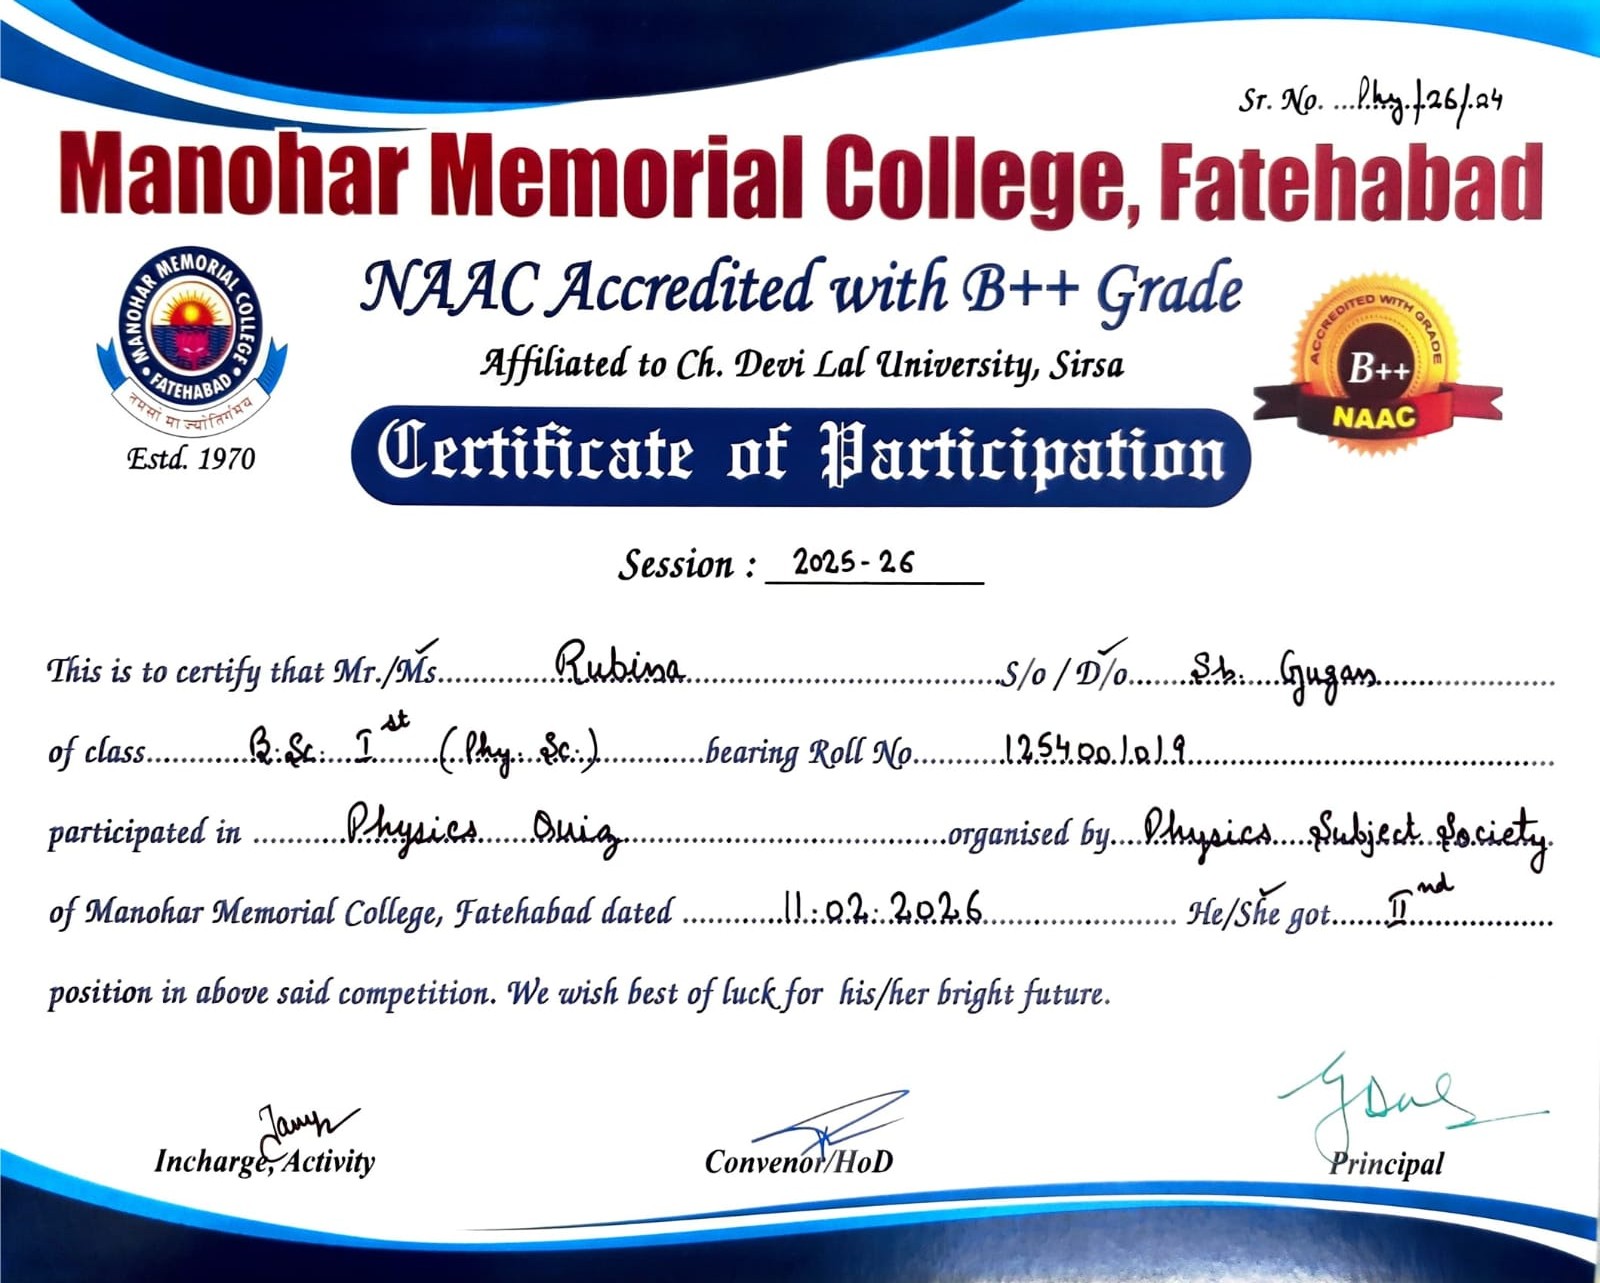 Sr. No. ...Phy./26/.04
Manohar Memorial College, Fatehabad
NAAC Accredited with B++ Grade
Affiliated to Ch. Devi Lal University, Sirsa
MANOHAR MEMORIAL COLLEGE
• FATEHABAD •
तमसो मा ज्योतिर्गमय
Estd. 1970
ACCREDITED WITH GRADE
B++
NAAC
Certificate of Participation
Session : 2025-26
This is to certify that Mr./Ms. Rubina S/o / D/o Sh. Gugan
of class B.Sc. Ist (Phy. Sc.) bearing Roll No. 1254001019
participated in Physics Quiz organised by Physics Subject Society
of Manohar Memorial College, Fatehabad dated 11.02.2026 He/She got IInd
position in above said competition. We wish best of luck for his/her bright future.
Incharge, Activity Convenor/HoD Principal